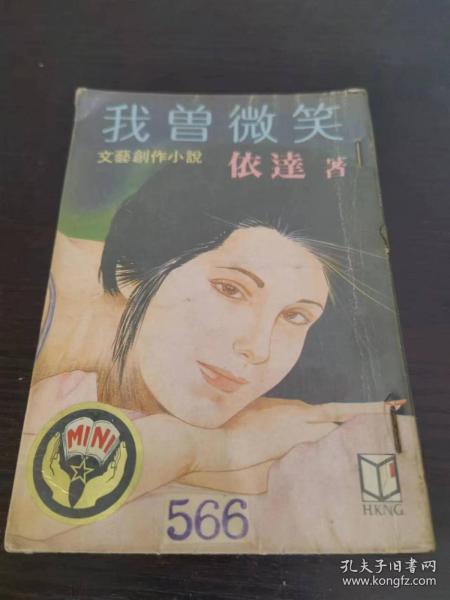 我曾微笑
文藝創作小說
依達 著
MINI
566
H.K.N.G.
孔夫子旧书网
www.kongfz.com